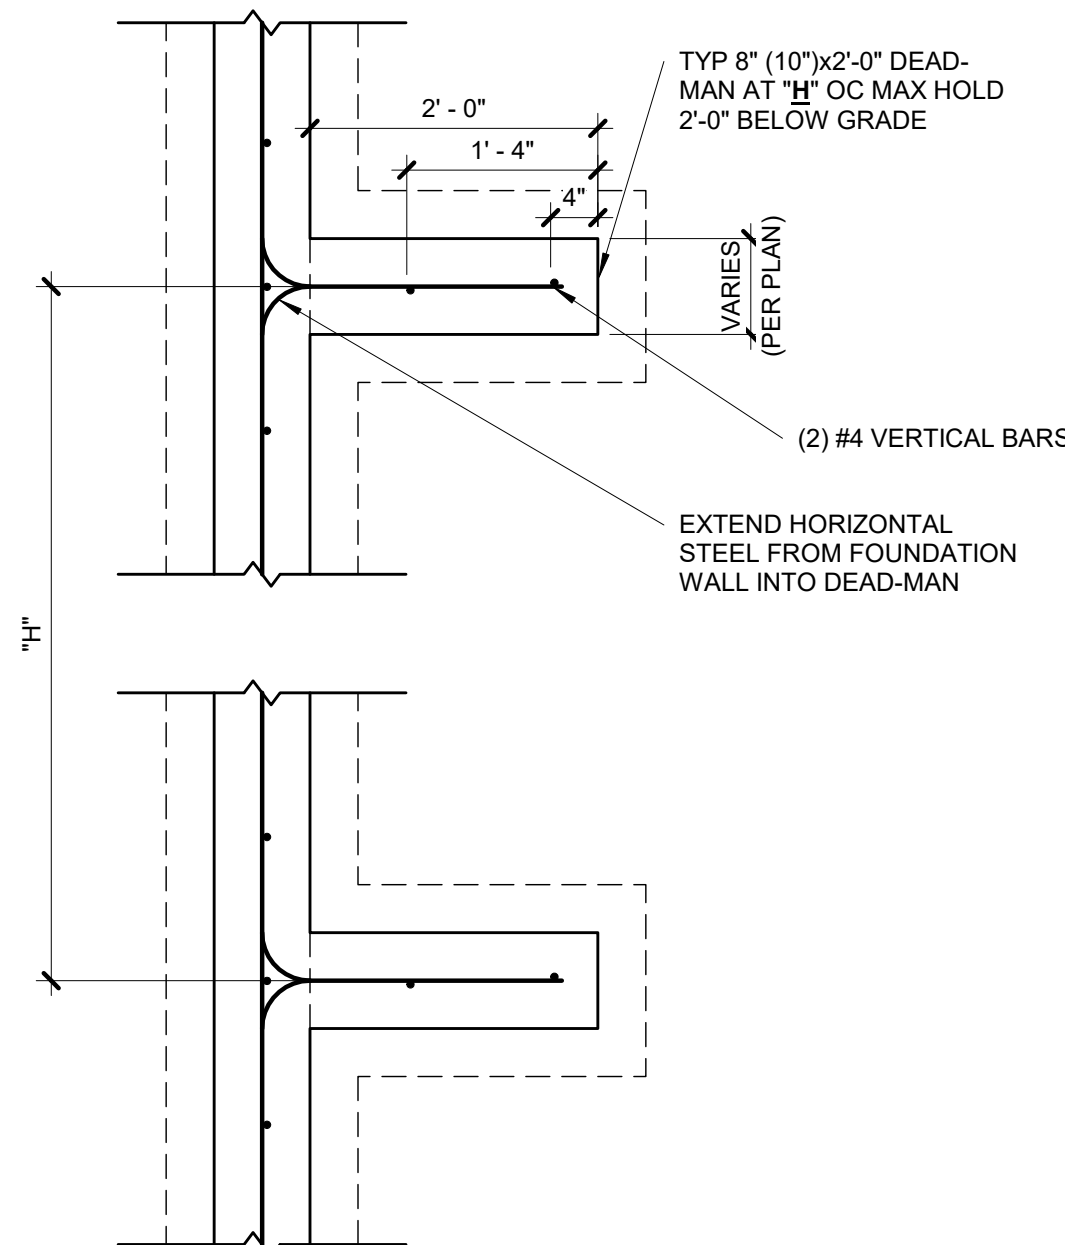 TYP 8" (10")x2'-0" DEAD-
MAN AT "H" OC MAX HOLD
2'-0" BELOW GRADE
2' - 0"
1' - 4"
4"
VARIES
(PER PLAN)
(2) #4 VERTICAL BARS
EXTEND HORIZONTAL
STEEL FROM FOUNDATION
WALL INTO DEAD-MAN
"H"